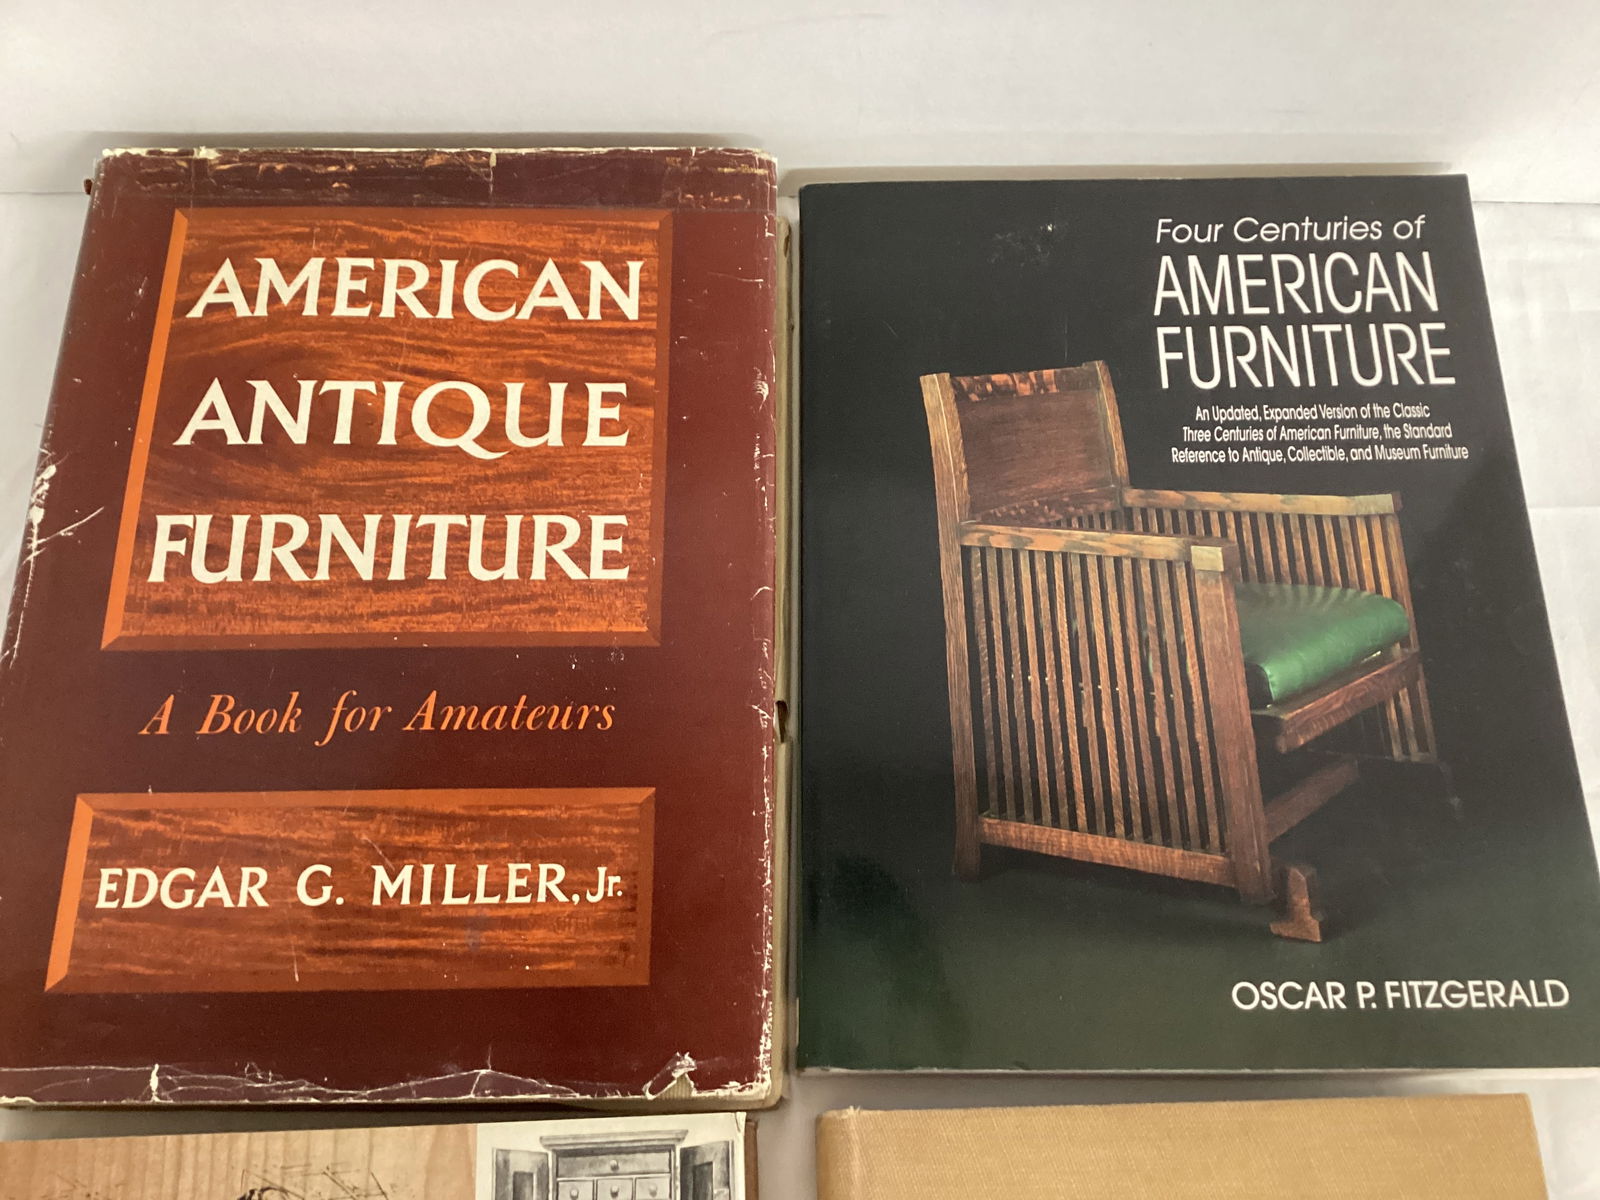 AMERICAN
ANTIQUE
FURNITURE
A Book for Amateurs
EDGAR G. MILLER, Jr.
Four Centuries of
AMERICAN
FURNITURE
An Updated, Expanded Version of the Classic
Three Centuries of American Furniture, the Standard
Reference to Antique, Collectible, and Museum Furniture
OSCAR P. FITZGERALD